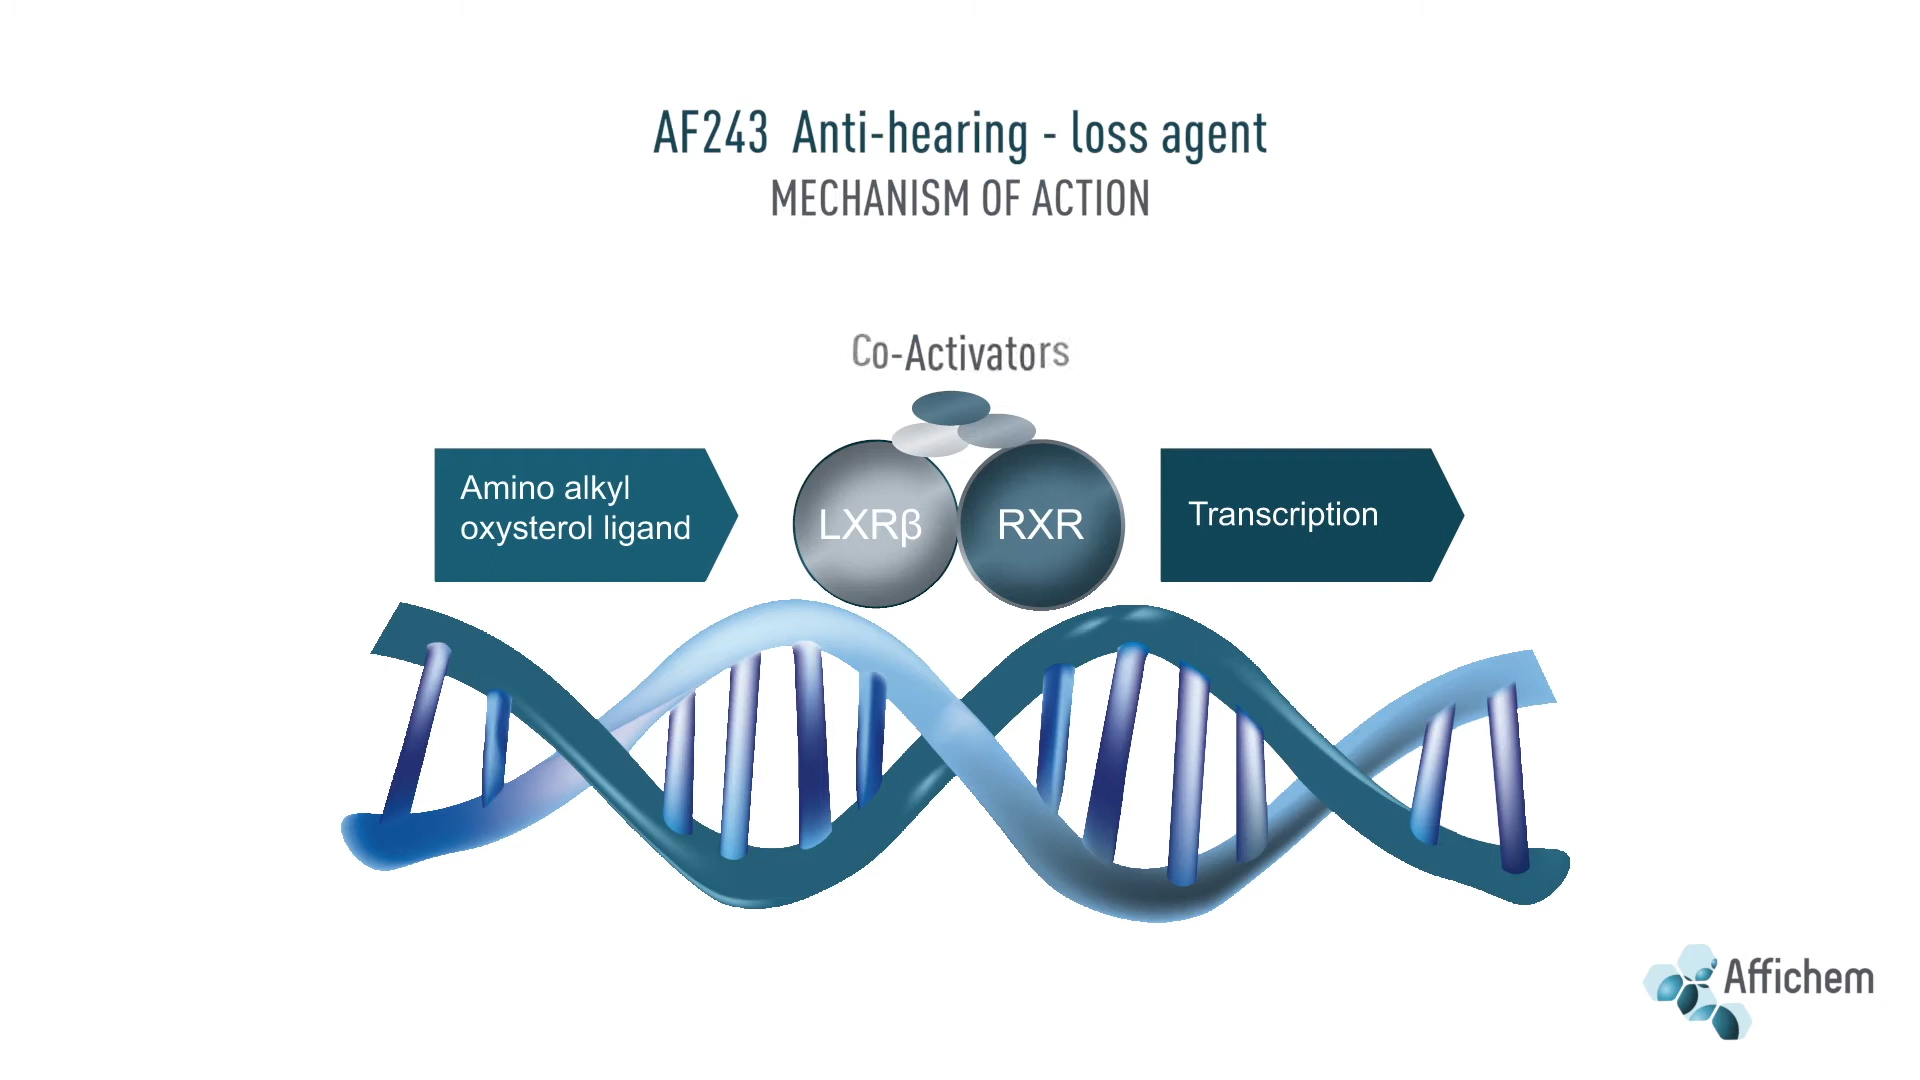 AF243 Anti-hearing - loss agent
MECHANISM OF ACTION
Co-Activators
Amino alkyl
oxysterol ligand
LXRβ
RXR
Transcription
Affichem